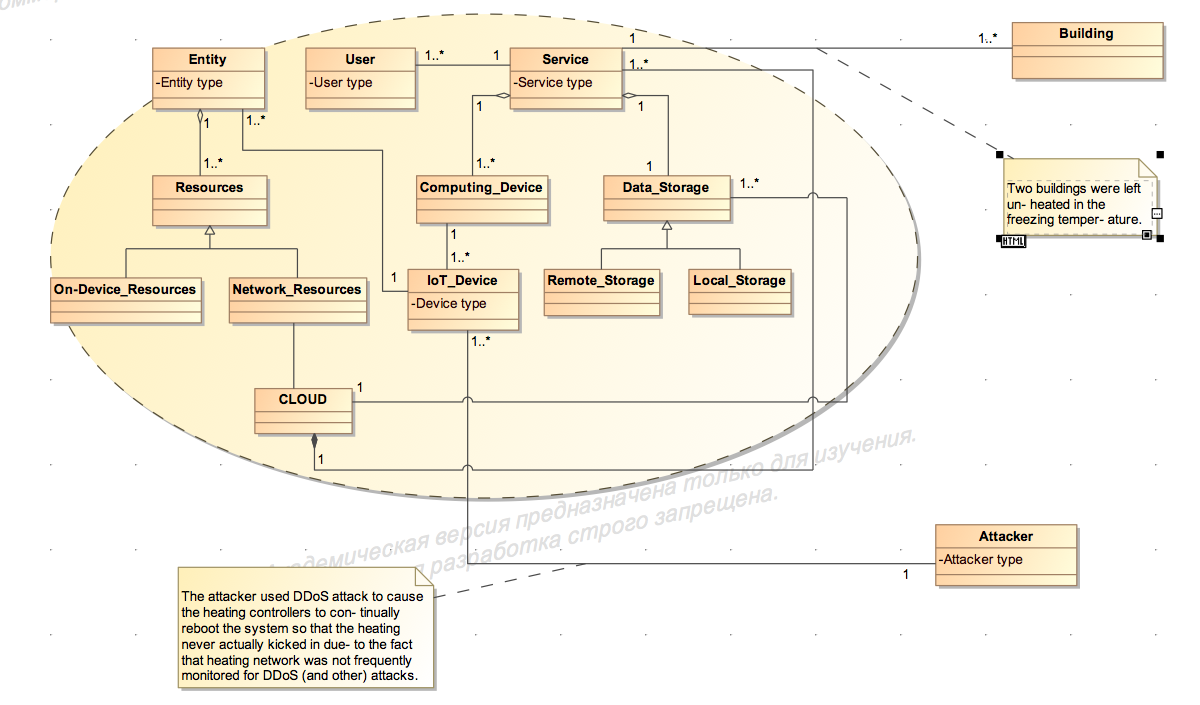 1
1..*
Building
Entity
-Entity type
User
-User type
1..*
1
Service
-Service type
1..*
1
1..*
1
1
1..*
1..*
1
1..*
Resources
Computing_Device
Data_Storage
Two buildings were left
un- heated in the
freezing temper- ature.
HTML
1
1..*
1
On-Device_Resources
Network_Resources
IoT_Device
-Device type
Remote_Storage
Local_Storage
1..*
CLOUD
1
1
академическая версия предназначена только для изучения.
разработка строго запрещена.
Attacker
-Attacker type
1
The attacker used DDoS attack to cause
the heating controllers to con- tinually
reboot the system so that the heating
never actually kicked in due- to the fact
that heating network was not frequently
monitored for DDoS (and other) attacks.